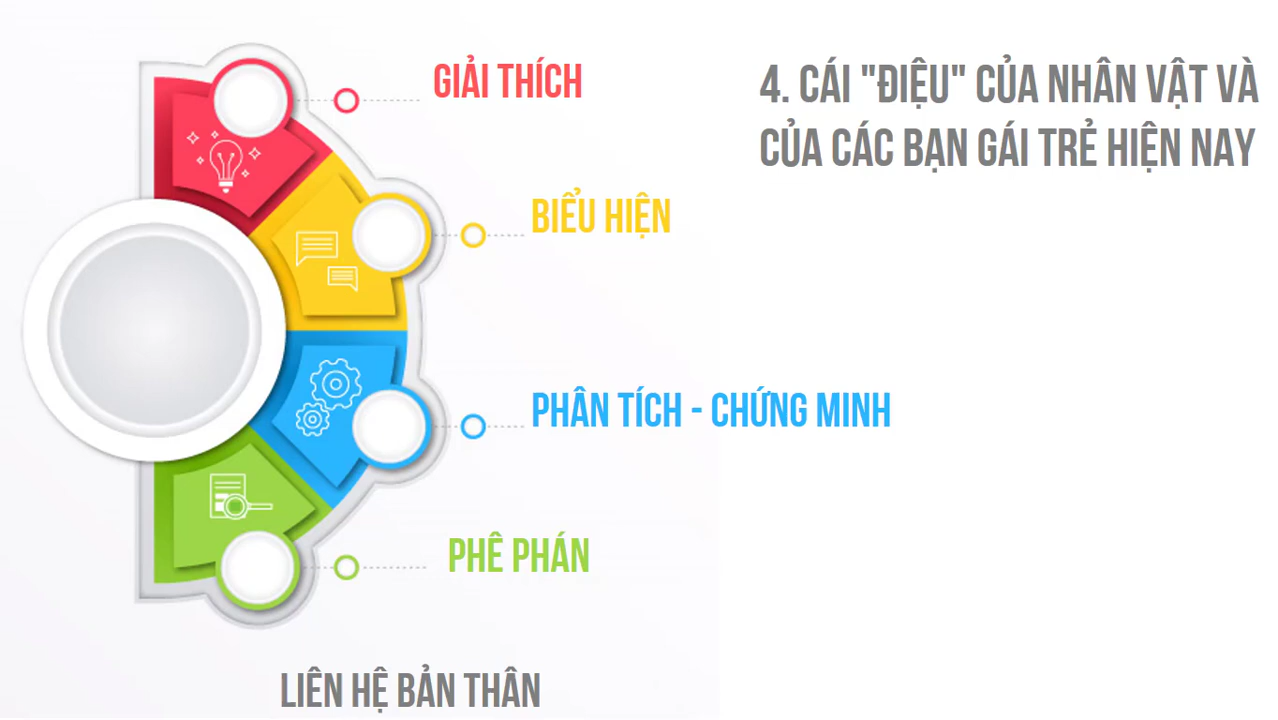 GIẢI THÍCH
4. CÁI "ĐIỆU" CỦA NHÂN VẬT VÀ
CỦA CÁC BẠN GÁI TRẺ HIỆN NAY
BIỂU HIỆN
PHÂN TÍCH - CHỨNG MINH
PHÊ PHÁN
LIÊN HỆ BẢN THÂN